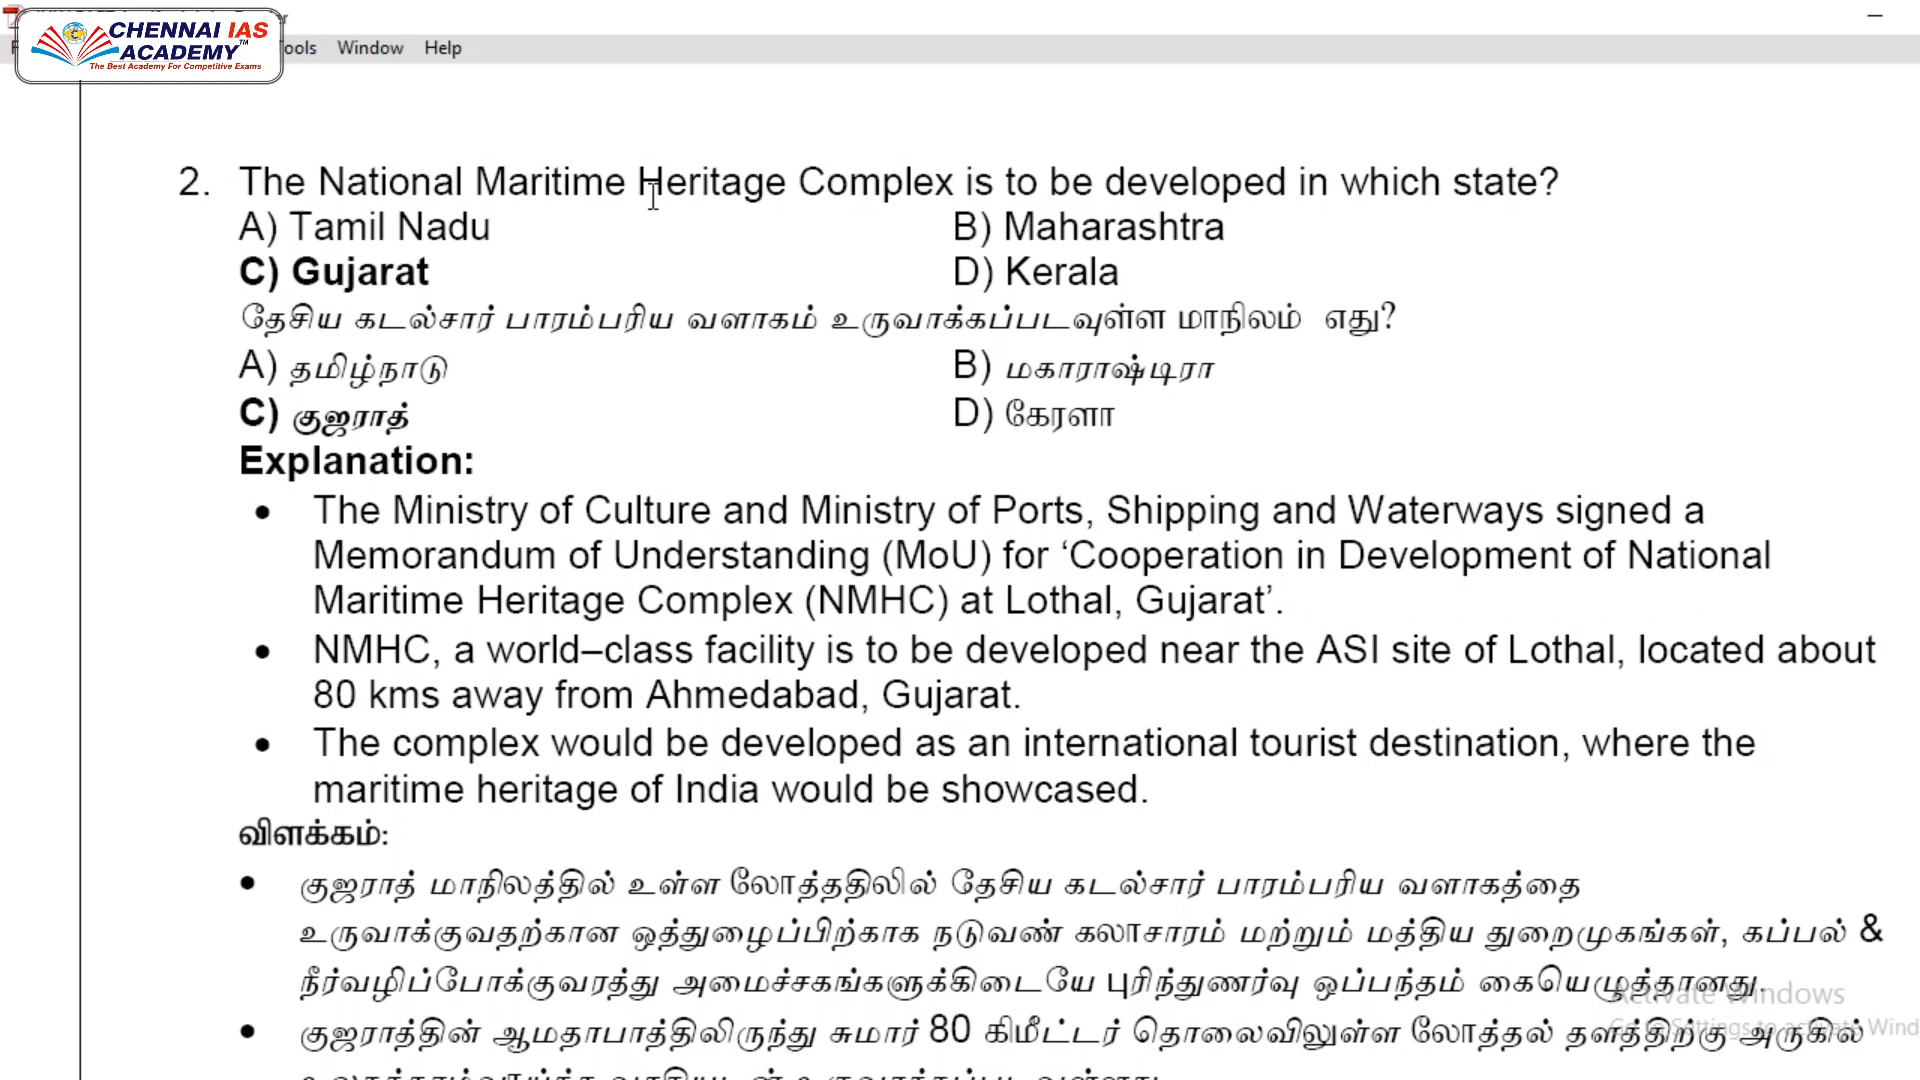 CHENNAI IAS
ACADEMY™
The Best Academy For Competitive Exams
Window Help
2. The National Maritime Heritage Complex is to be developed in which state?
A) Tamil Nadu B) Maharashtra
C) Gujarat D) Kerala
தேசிய கடல்சார் பாரம்பரிய வளாகம் உருவாக்கப்படவுள்ள மாநிலம் எது?
A) தமிழ்நாடு B) மகாராஷ்டிரா
C) குஜராத் D) கேரளா
Explanation:
• The Ministry of Culture and Ministry of Ports, Shipping and Waterways signed a
Memorandum of Understanding (MoU) for ‘Cooperation in Development of National
Maritime Heritage Complex (NMHC) at Lothal, Gujarat’.
• NMHC, a world–class facility is to be developed near the ASI site of Lothal, located about
80 kms away from Ahmedabad, Gujarat.
• The complex would be developed as an international tourist destination, where the
maritime heritage of India would be showcased.
விளக்கம்:
• குஜராத் மாநிலத்தில் உள்ள லோத்ததிலில் தேசிய கடல்சார் பாரம்பரிய வளாகத்தை
உருவாக்குவதற்கான ஒத்துழைப்பிற்காக நடுவண் கலாசாரம் மற்றும் மத்திய துறைமுகங்கள், கப்பல் &
நீர்வழிப்போக்குவரத்து அமைச்சகங்களுக்கிடையே புரிந்துணர்வு ஒப்பந்தம் கையெழுத்தானது.
Activate Windows
• குஜராத்தின் ஆமதாபாத்திலிருந்து சுமார் 80 கிமீட்டர் தொலைவிலுள்ள லோத்தல் தளத்திற்கு அருகில்
Go to Settings to activate Wind